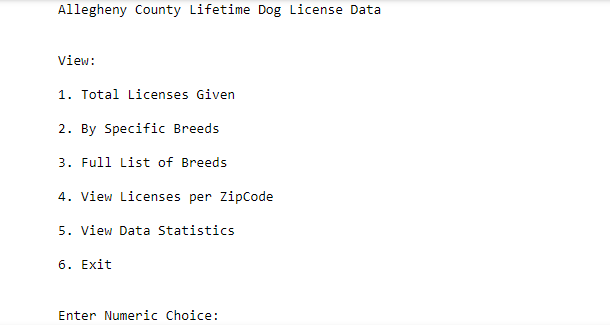 Allegheny County Lifetime Dog License Data
View:
1. Total Licenses Given
2. By Specific Breeds
3. Full List of Breeds
4. View Licenses per ZipCode
5. View Data Statistics
6. Exit
Enter Numeric Choice: